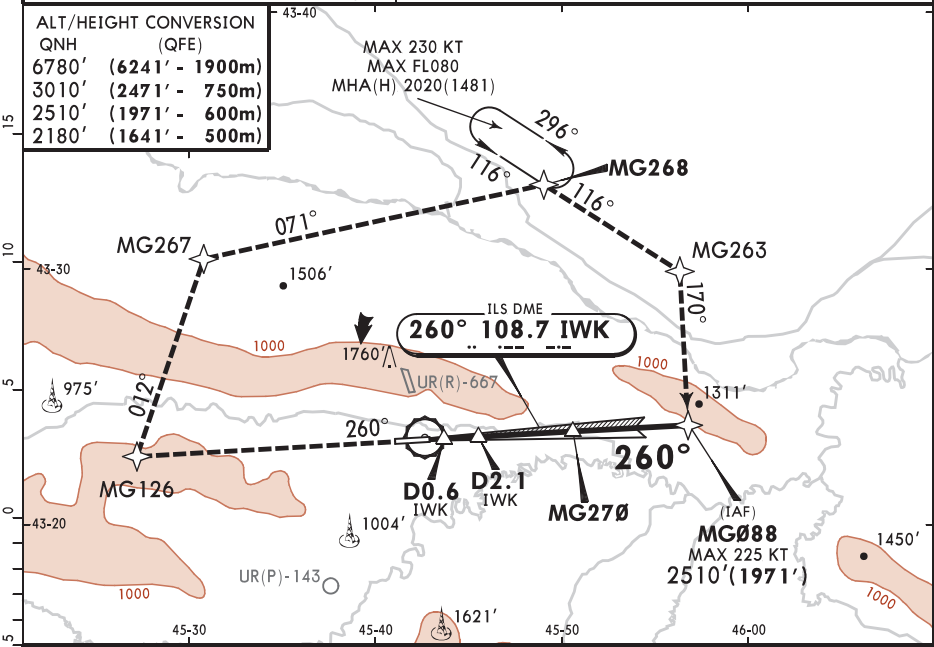 ALT/HEIGHT CONVERSION
QNH (QFE)
6780' (6241' - 1900m)
3010' (2471' - 750m)
2510' (1971' - 600m)
2180' (1641' - 500m)
43-40
MAX 230 KT
MAX FL080
MHA(H) 2020(1481)
15
296°
116°
MG268
116°
071°
MG267
MG263
10
43-30
1506'
170°
ILS DME
260° 108.7 IWK
1000
1760'
1000
UR(R)-667
5
975'
012°
1311'
260°
260°
MG126
D0.6
IWK
D2.1
IWK
MG27Ø
(IAF)
MGØ88
MAX 225 KT
2510'(1971')
0
43-20
1004'
1450'
UR(P)-143
1000
1000
1621'
5
45-30
45-40
45-50
46-00